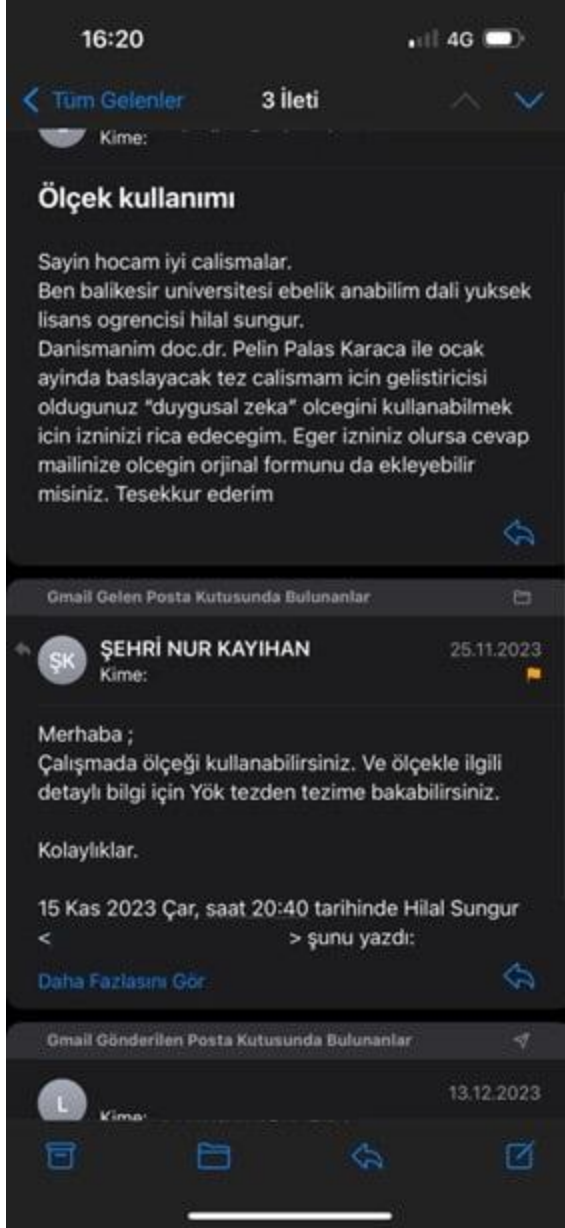 16:20
4G
Tüm Gelenler
3 İleti
Kime:
Ölçek kullanımı
Sayin hocam iyi calismalar.
Ben balikesir universitesi ebelik anabilim dali yuksek
lisans ogrencisi hilal sungur.
Danismanim doc.dr. Pelin Palas Karaca ile ocak
ayinda baslayacak tez calismam icin gelistiricisi
oldugunuz “duygusal zeka” olcegini kullanabilmek
icin izninizi rica edecegim. Eger izniniz olursa cevap
mailinize olcegin orjinal formunu da ekleyebilir
misiniz. Tesekkur ederim
Gmail Gelen Posta Kutusunda Bulunanlar
ŞK
ŞEHRİ NUR KAYIHAN
25.11.2023
Kime:
Merhaba ;
Çalışmada ölçeği kullanabilirsiniz. Ve ölçekle ilgili
detaylı bilgi için Yök tezden tezime bakabilirsiniz.
Kolaylıklar.
15 Kas 2023 Çar, saat 20:40 tarihinde Hilal Sungur
< > şunu yazdı:
Daha Fazlasını Gör
Gmail Gönderilen Posta Kutusunda Bulunanlar
L
13.12.2023
Kime: